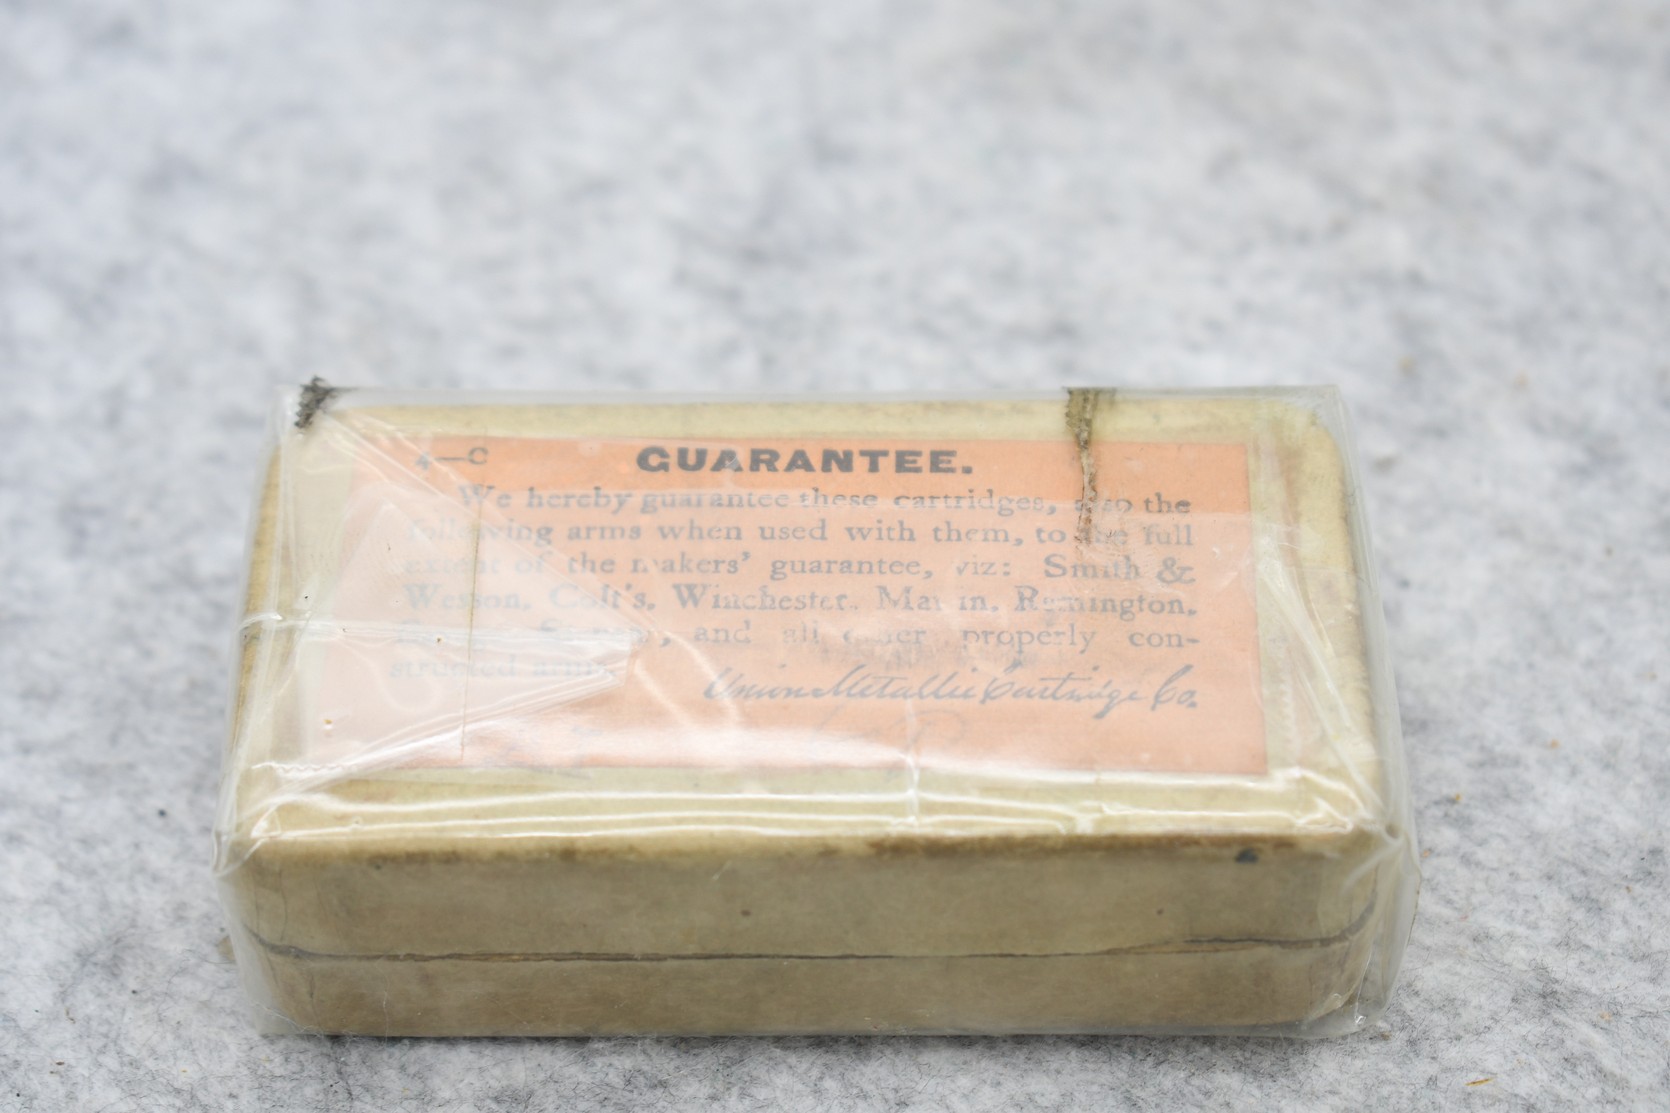 4—C
GUARANTEE.
We hereby guarantee these cartridges, also the
following arms when used with them, to the full
extent of the makers' guarantee, viz: Smith &
Wesson, Colt's, Winchester, Marlin, Remington,
and all other properly con-
structed arms.
Union Metallic Cartridge Co.